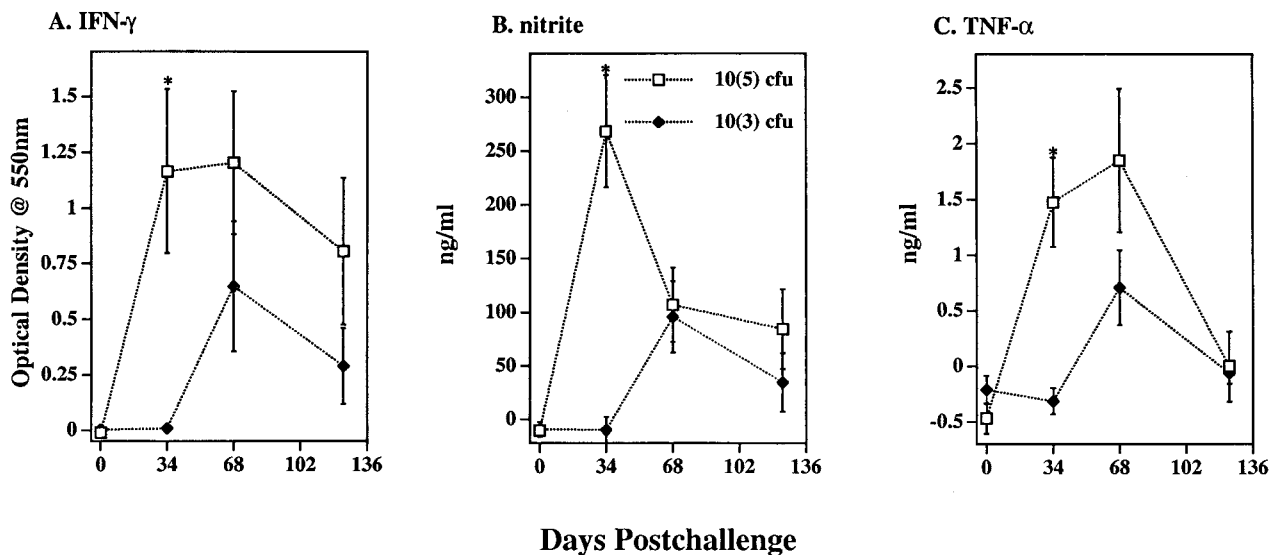 A. IFN-γ
B. nitrite
C. TNF-α
Optical Density @ 550nm
1.5
1.25
1
0.75
0.5
0.25
0
*
0 34 68 102 136
ng/ml
300
250
200
150
100
50
0
*
10(5) cfu
10(3) cfu
0 34 68 102 136
ng/ml
2.5
2
1.5
1
0.5
0
-0.5
*
0 34 68 102 136
Days Postchallenge